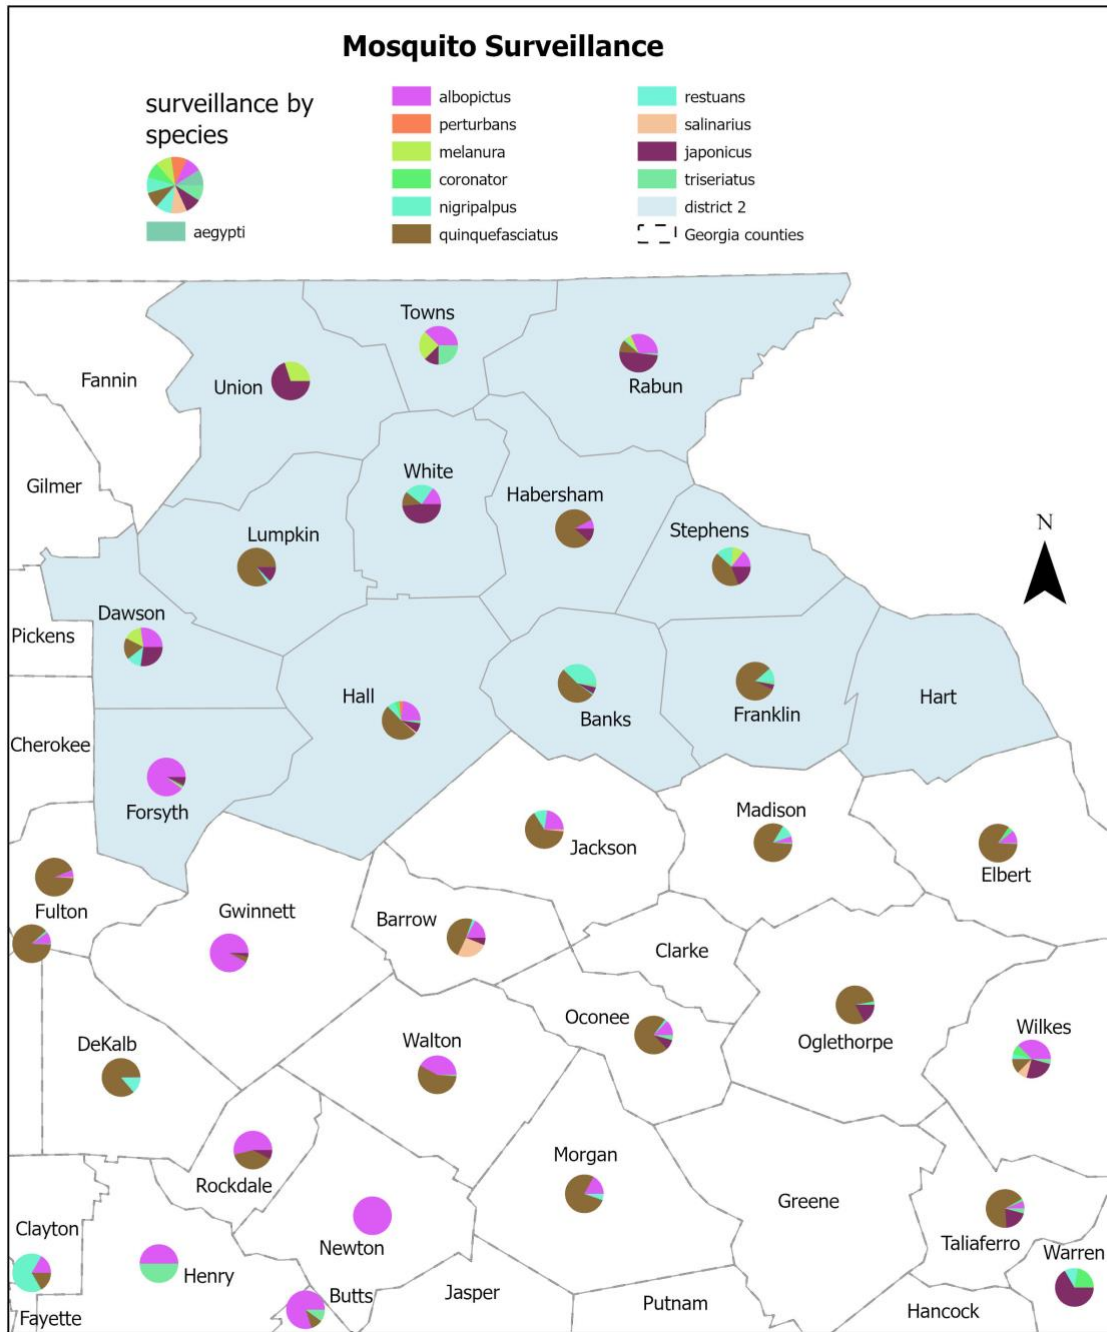 Mosquito Surveillance
surveillance by
species
aegypti
albopictus
perturbans
melanura
coronator
nigripalpus
quinquefasciatus
restuans
salinarius
japonicus
triseriatus
district 2
Georgia counties
Towns
Fannin
Union
Rabun
Gilmer
White
Habersham
Lumpkin
Stephens
N
Dawson
Pickens
Hall
Banks
Franklin
Hart
Cherokee
Forsyth
Madison
Jackson
Elbert
Fulton
Gwinnett
Barrow
Clarke
Oconee
Wilkes
DeKalb
Walton
Oglethorpe
Morgan
Rockdale
Greene
Clayton
Newton
Taliaferro
Warren
Henry
Butts
Jasper
Putnam
Hancock
Fayette